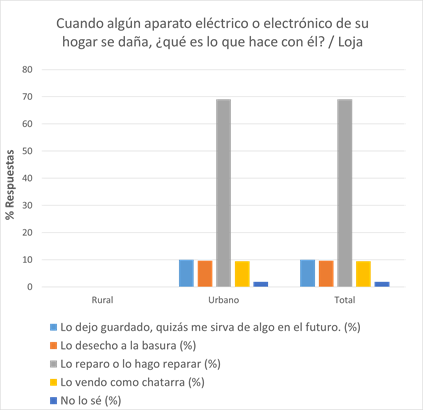 Cuando algún aparato eléctrico o electrónico de su
hogar se daña, ¿qué es lo que hace con él? / Loja
% Respuestas
80
70
60
50
40
30
20
10
0
Rural Urbano Total
Lo dejo guardado, quizás me sirva de algo en el futuro. (%)
Lo desecho a la basura (%)
Lo reparo o lo hago reparar (%)
Lo vendo como chatarra (%)
No lo sé (%)